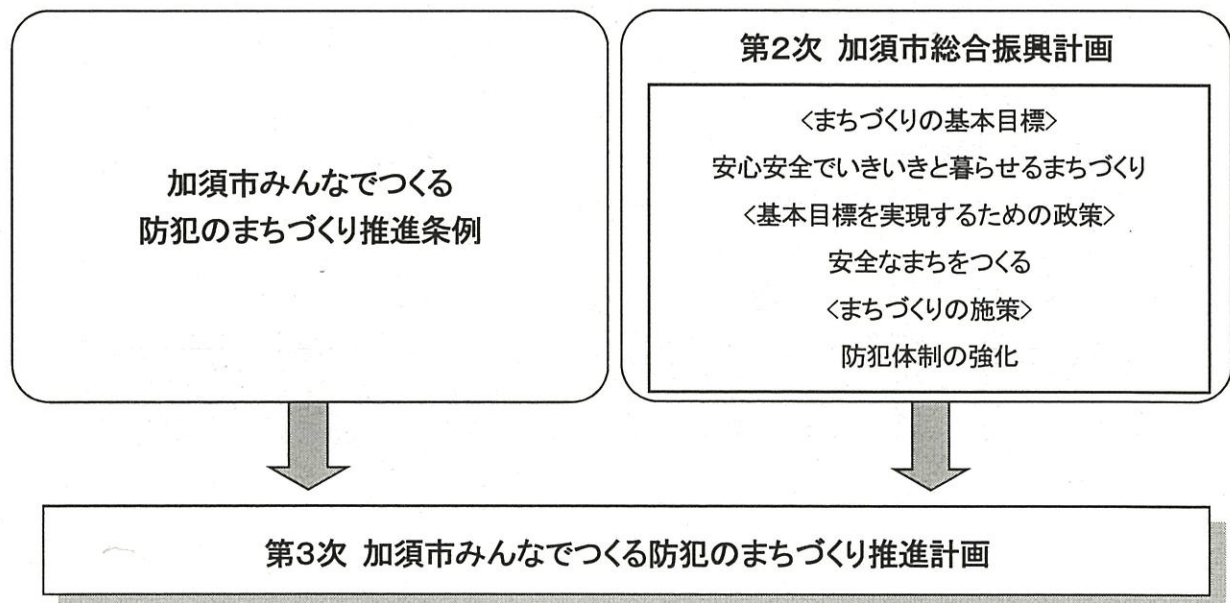 加須市みんなでつくる
防犯のまちづくり推進条例
第2次 加須市総合振興計画
<まちづくりの基本目標>
安心安全でいきいきと暮らせるまちづくり
<基本目標を実現するための政策>
安全なまちをつくる
<まちづくりの施策>
防犯体制の強化
第3次 加須市みんなでつくる防犯のまちづくり推進計画